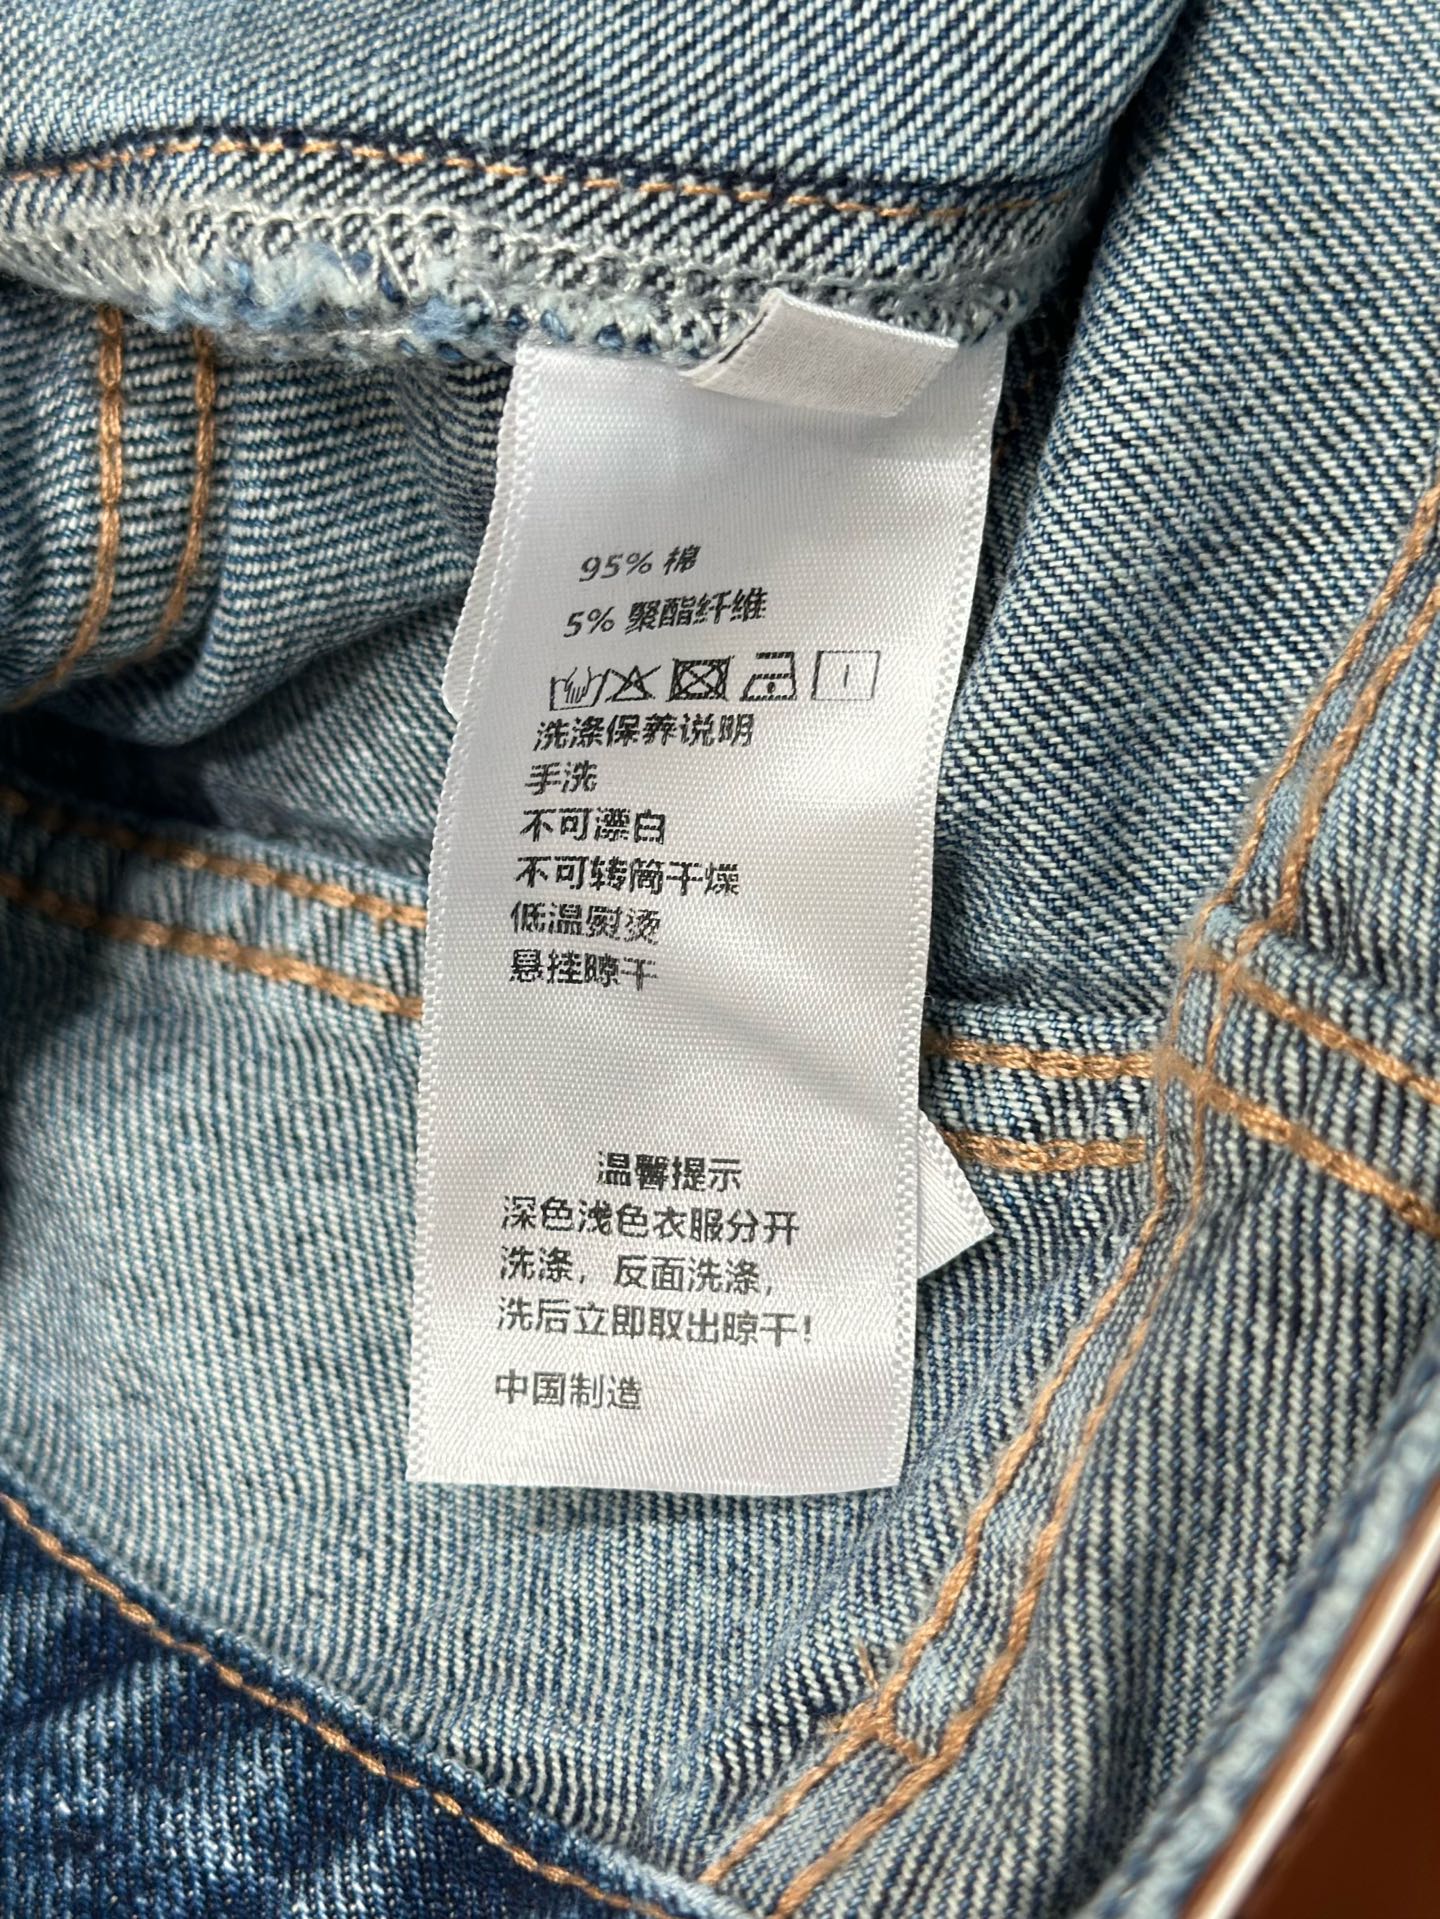 95% 棉
5% 聚酯纤维
洗涤保养说明
手洗
不可漂白
不可转筒干燥
低温熨烫
悬挂晾干
温馨提示
深色浅色衣服分开
洗涤，反面洗涤，
洗后立即取出晾干！
中国制造